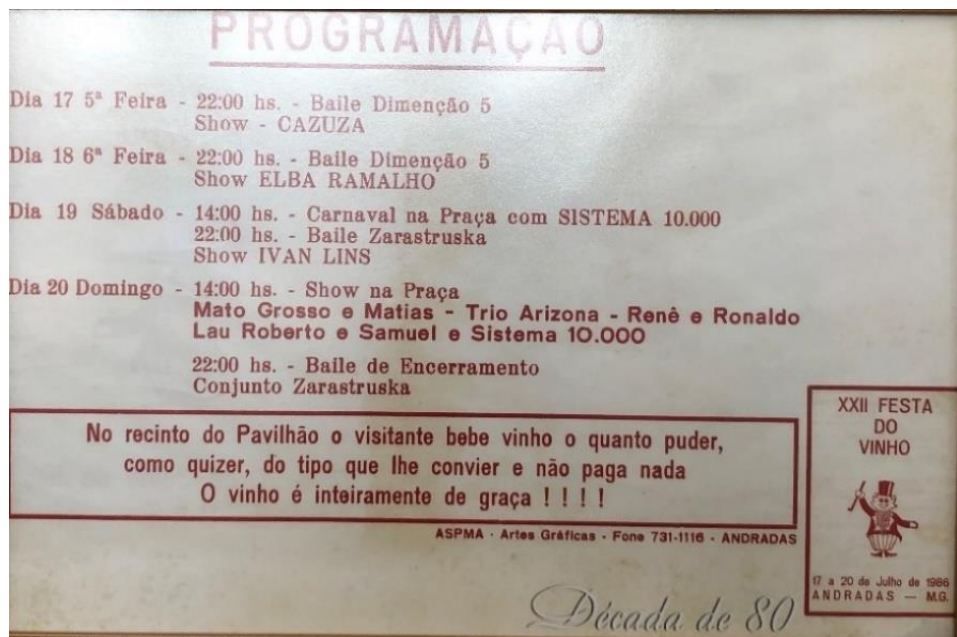 PROGRAMAÇÃO
Dia 17 5ª Feira - 22:00 hs. - Baile Dimenção 5
Show - CAZUZA
Dia 18 6ª Feira - 22:00 hs. - Baile Dimenção 5
Show ELBA RAMALHO
Dia 19 Sábado - 14:00 hs. - Carnaval na Praça com SISTEMA 10.000
22:00 hs. - Baile Zarastruska
Show IVAN LINS
Dia 20 Domingo - 14:00 hs. - Show na Praça
Mato Grosso e Matias - Trio Arizona - Renê e Ronaldo
Lau Roberto e Samuel e Sistema 10.000
22:00 hs. - Baile de Encerramento
Conjunto Zarastruska
No recinto do Pavilhão o visitante bebe vinho o quanto puder,
como quizer, do tipo que lhe convier e não paga nada
O vinho é inteiramente de graça ! ! ! !
ASPMA - Artes Gráficas - Fone 731-1116 - ANDRADAS
XXII FESTA
DO
VINHO
17 a 20 de Julho de 1986
ANDRADAS — M.G.
Década de 80